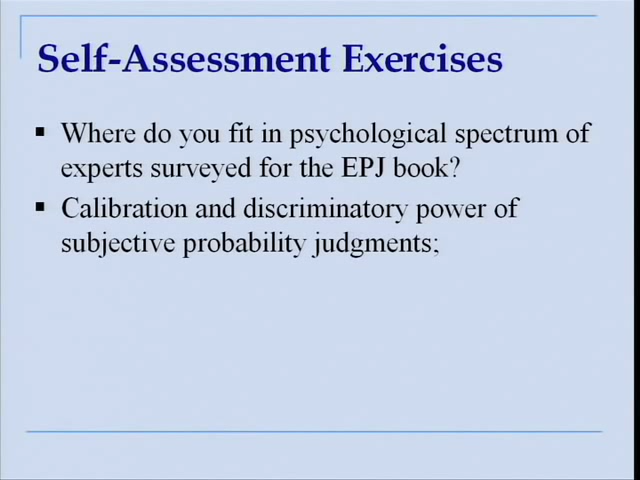 Self-Assessment Exercises
Where do you fit in psychological spectrum of
experts surveyed for the EPJ book?
Calibration and discriminatory power of
subjective probability judgments;